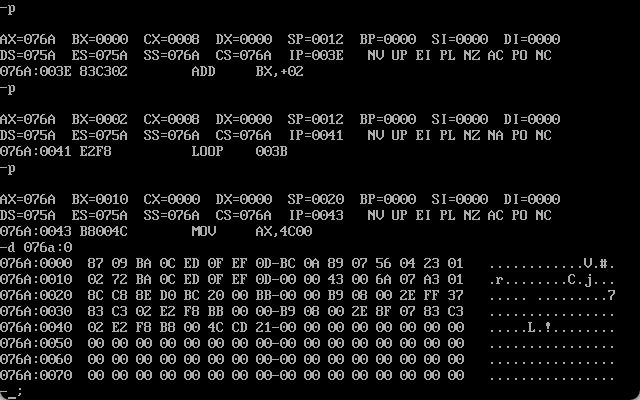 -p
AX=076A  BX=0000  CX=0008  DX=0000  SP=0012  BP=0000  SI=0000  DI=0000
DS=075A  ES=075A  SS=076A  CS=076A  IP=003E   NV UP EI PL NZ AC PO NC
076A:003E 83C302        ADD     BX,+02
-p
AX=076A  BX=0002  CX=0008  DX=0000  SP=0012  BP=0000  SI=0000  DI=0000
DS=075A  ES=075A  SS=076A  CS=076A  IP=0041   NV UP EI PL NZ NA PO NC
076A:0041 E2F8          LOOP    003B
-p
AX=076A  BX=0010  CX=0000  DX=0000  SP=0020  BP=0000  SI=0000  DI=0000
DS=075A  ES=075A  SS=076A  CS=076A  IP=0043   NV UP EI PL NZ AC PO NC
076A:0043 B8004C        MOV     AX,4C00
-d 076a:0
076A:0000  87 09 BA 0C ED 0F EF 0D-BC 0A 89 07 56 04 23 01   ............V.#.
076A:0010  02 72 BA 0C ED 0F EF 0D-00 00 43 00 6A 07 A3 01   .r........C.j...
076A:0020  8C C8 8E D0 BC 20 00 BB-00 00 B9 08 00 2E FF 37   ..... .........7
076A:0030  83 C3 02 E2 F8 BB 00 00-B9 08 00 2E 8F 07 83 C3   ................
076A:0040  02 E2 F8 B8 00 4C CD 21-00 00 00 00 00 00 00 00   .....L.!........
076A:0050  00 00 00 00 00 00 00 00-00 00 00 00 00 00 00 00   ................
076A:0060  00 00 00 00 00 00 00 00-00 00 00 00 00 00 00 00   ................
076A:0070  00 00 00 00 00 00 00 00-00 00 00 00 00 00 00 00   ................
-_;